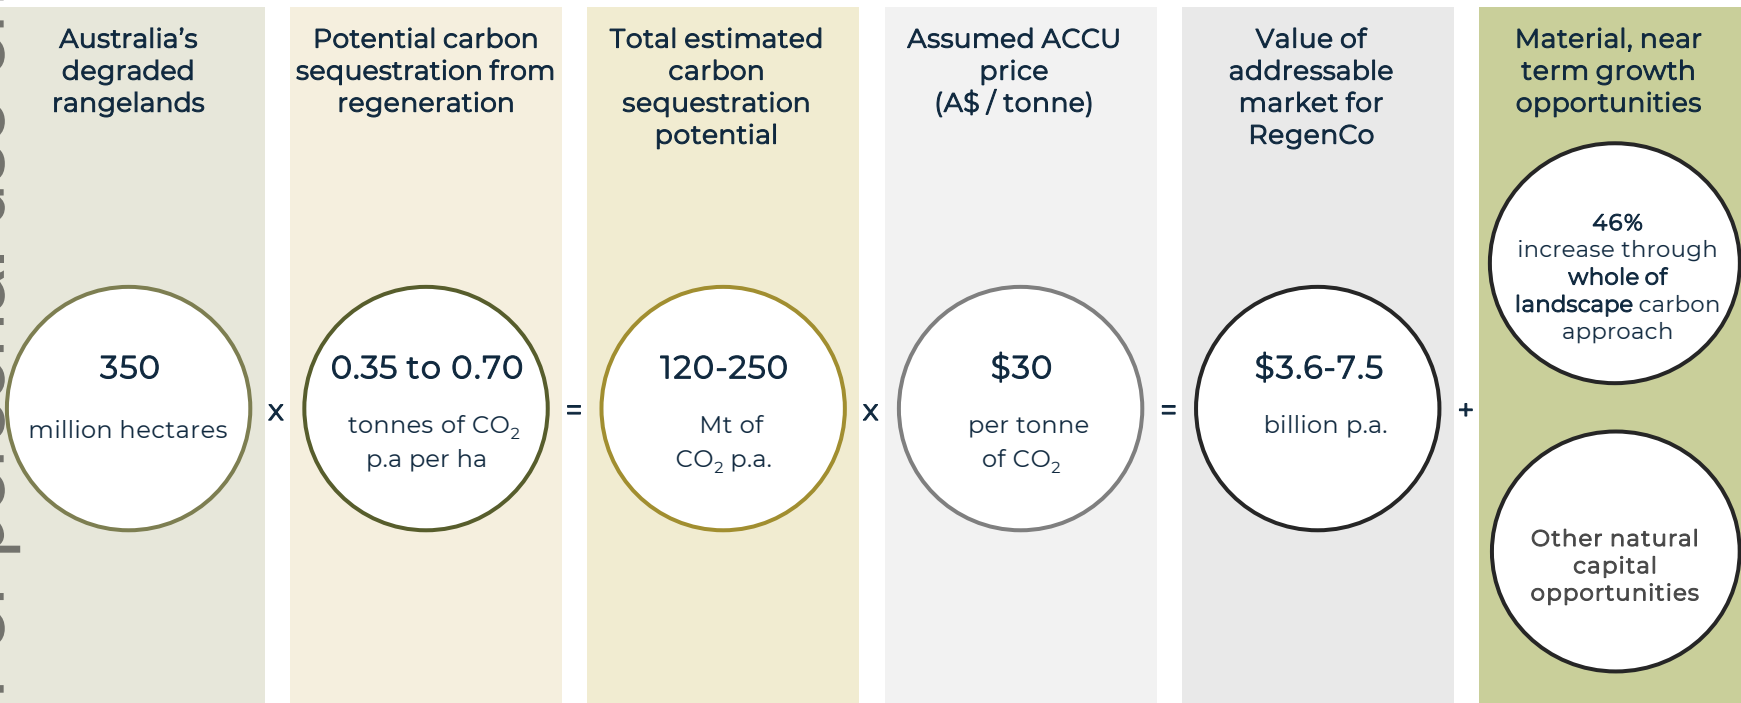 Australia's
degraded
rangelands
350
million hectares
x
Potential carbon
sequestration from
regeneration
0.35 to 0.70
tonnes of CO₂
p.a per ha
=
Total estimated
carbon
sequestration
potential
120-250
Mt of
CO₂ p.a.
x
Assumed ACCU
price
(A$ / tonne)
$30
per tonne
of CO₂
=
Value of
addressable
market for
RegenCo
$3.6-7.5
billion p.a.
+
Material, near
term growth
opportunities
46%
increase through
whole of
landscape carbon
approach
Other natural
capital
opportunities